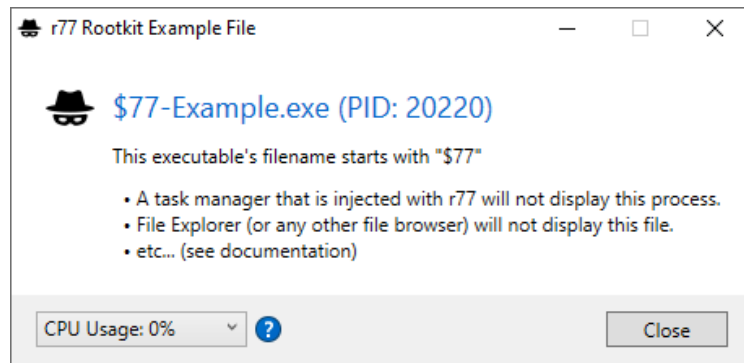 r77 Rootkit Example File
$77-Example.exe (PID: 20220)
This executable's filename starts with "$77"
• A task manager that is injected with r77 will not display this process.
• File Explorer (or any other file browser) will not display this file.
• etc... (see documentation)
CPU Usage: 0% ? Close